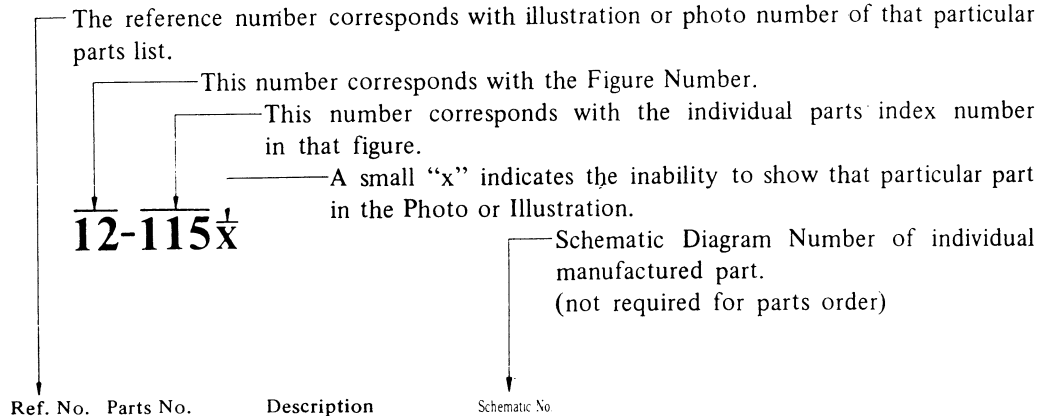 The reference number corresponds with illustration or photo number of that particular
parts list.
This number corresponds with the Figure Number.
This number corresponds with the individual parts index number
in that figure.
A small “x” indicates the inability to show that particular part
in the Photo or Illustration.
12-115x
Schematic Diagram Number of individual
manufactured part.
(not required for parts order)
Ref. No. Parts No. Description Schematic No